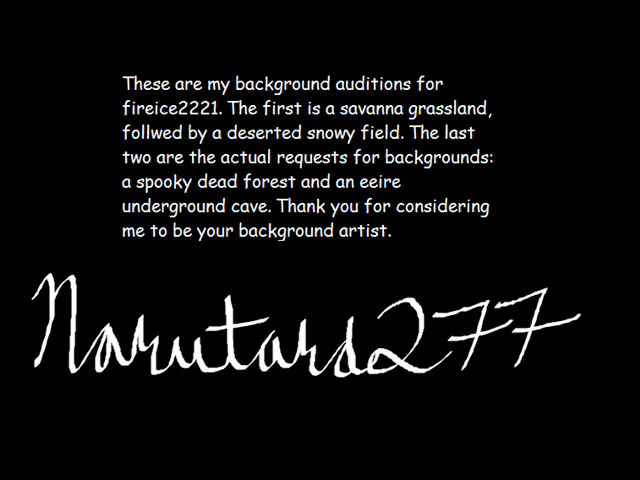 These are my background auditions for
fireice2221. The first is a savanna grassland,
follwed by a deserted snowy field. The last
two are the actual requests for backgrounds:
a spooky dead forest and an eeire
underground cave. Thank you for considering
me to be your background artist.
Narutard277